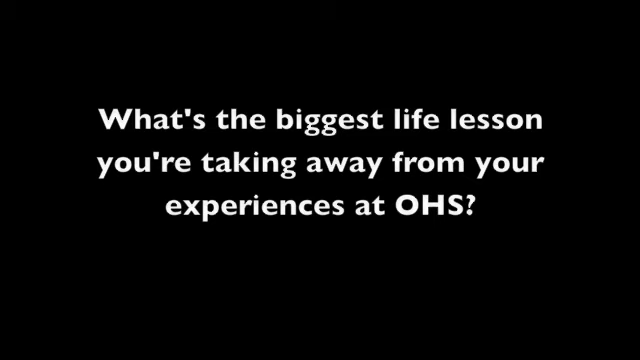 What's the biggest life lesson
you're taking away from your
experiences at OHS?